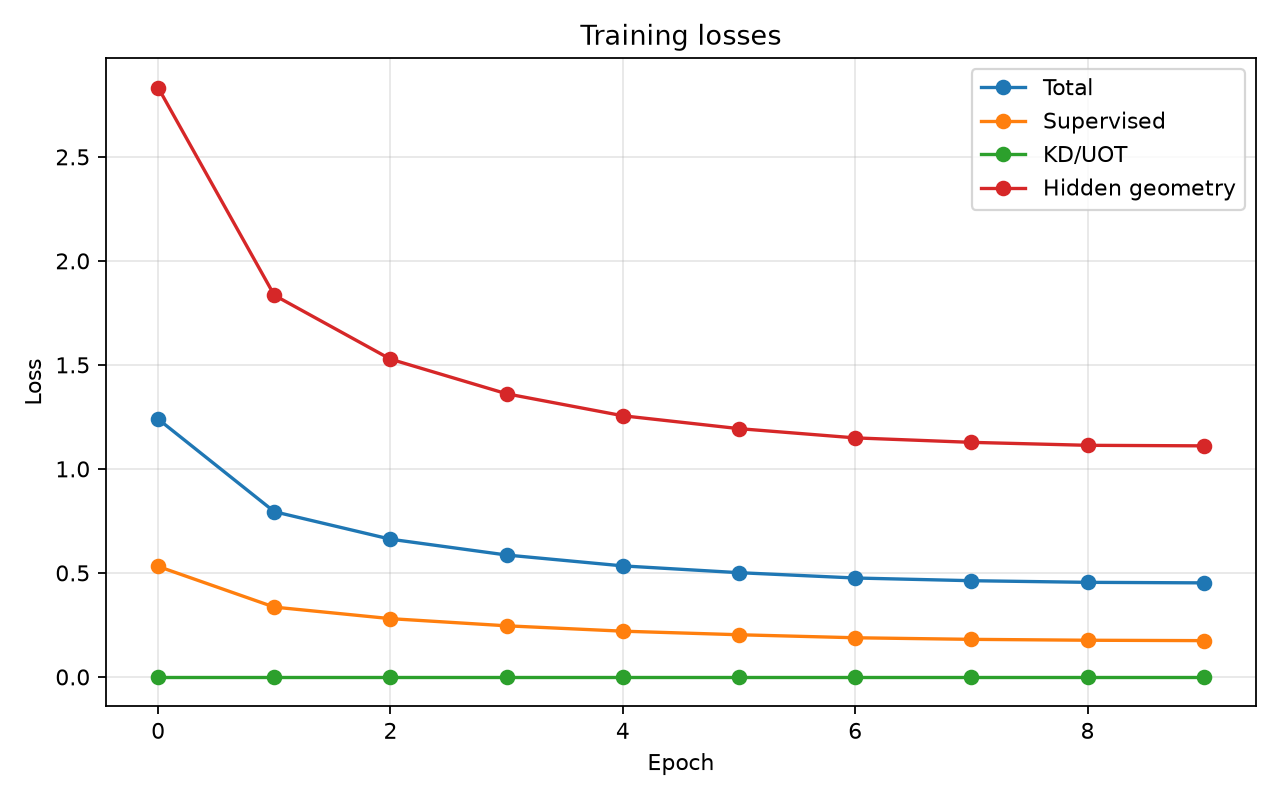 Training losses
Total
Supervised
KD/UOT
Hidden geometry
Loss
2.5
2.0
1.5
1.0
0.5
0.0
0 2 4 6 8
Epoch